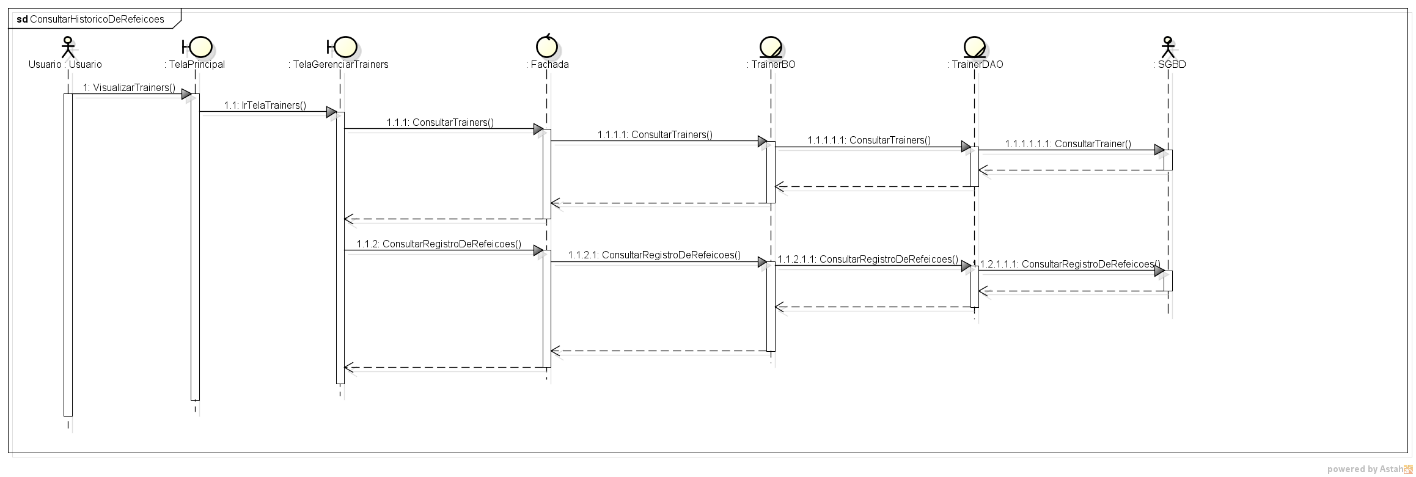 sd ConsultarHistoricoDeRefeicoes
Usuario : Usuario
: TelaPrincipal
: TelaGerenciarTrainers
: Fachada
: TrainerBO
: TrainerDAO
: SGBD
1: VisualizarTrainers()
1.1: IrTelaTrainers()
1.1.1: ConsultarTrainers()
1.1.1.1: ConsultarTrainers()
1.1.1.1.1: ConsultarTrainers()
1.1.1.1.1.1: ConsultarTrainer()
1.1.2: ConsultarRegistroDeRefeicoes()
1.1.2.1: ConsultarRegistroDeRefeicoes()
1.1.2.1.1: ConsultarRegistroDeRefeicoes()
1.2.1.1.1: ConsultarRegistroDeRefeicoes()
powered by Astah